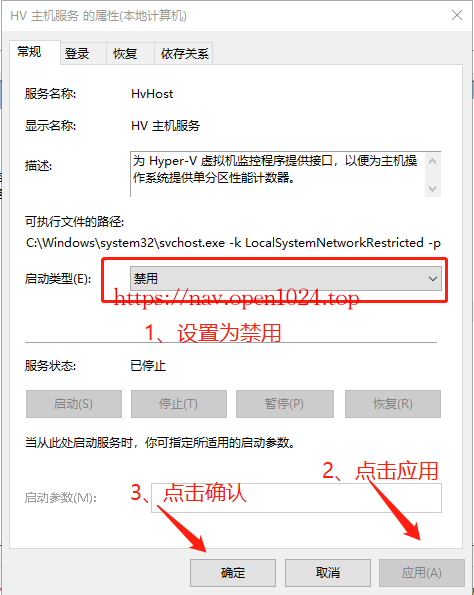 HV 主机服务 的属性(本地计算机)
常规 登录 恢复 依存关系
服务名称: HvHost
显示名称: HV 主机服务
描述: 为 Hyper-V 虚拟机监控程序提供接口，以便为主机操
作系统提供单分区性能计数器。
可执行文件的路径:
C:\Windows\system32\svchost.exe -k LocalSystemNetworkRestricted -p
启动类型(E): 禁用
https://nav.open1024.top
1、设置为禁用
服务状态: 已停止
启动(S) 停止(T) 暂停(P) 恢复(R)
当从此处启动服务时，你可指定所适用的启动参数。
2、点击应用
启动参数(M):
3、点击确认
确定 取消 应用(A)